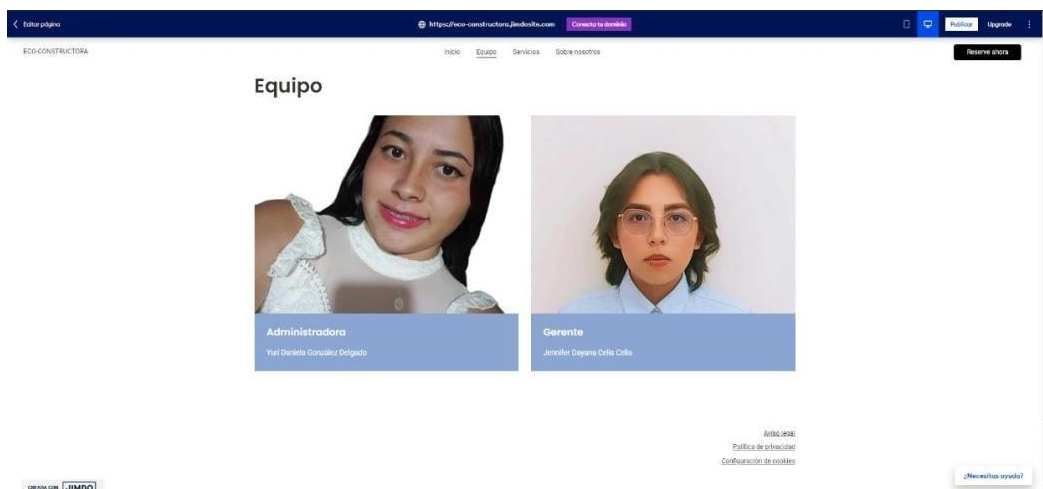 Editar página
https://eco-constructora.jimdosite.com
Conecta tu dominio
Publicar
Upgrade
ECO-CONSTRUCTORA
Inicio
Equipo
Servicios
Sobre nosotros
Reserve ahora
Equipo
Administradora
Yuri Daniela González Delgado
Gerente
Jennifer Dayana Celis Celis
Aviso legal
Política de privacidad
Configuración de cookies
¿Necesitas ayuda?
CREADA CON JIMDO